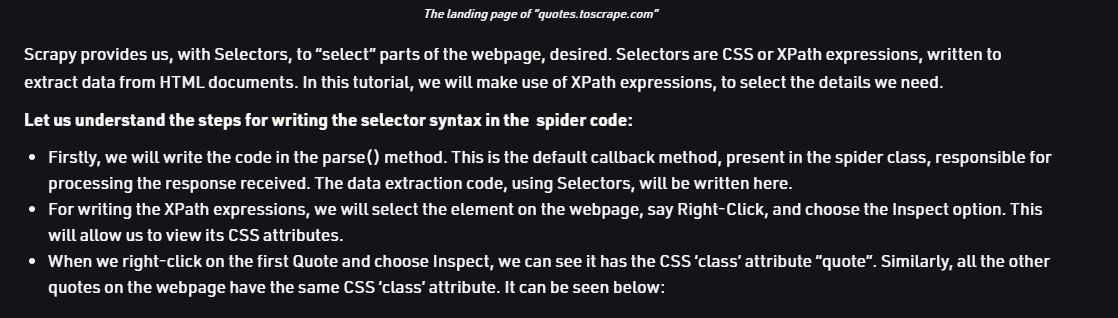 The landing page of "quotes.toscrape.com"
Scrapy provides us, with Selectors, to "select" parts of the webpage, desired. Selectors are CSS or XPath expressions, written to
extract data from HTML documents. In this tutorial, we will make use of XPath expressions, to select the details we need.
Let us understand the steps for writing the selector syntax in the  spider code:
• Firstly, we will write the code in the parse() method. This is the default callback method, present in the spider class, responsible for
processing the response received. The data extraction code, using Selectors, will be written here.
• For writing the XPath expressions, we will select the element on the webpage, say Right-Click, and choose the Inspect option. This
will allow us to view its CSS attributes.
• When we right-click on the first Quote and choose Inspect, we can see it has the CSS 'class' attribute "quote". Similarly, all the other
quotes on the webpage have the same CSS 'class' attribute. It can be seen below: